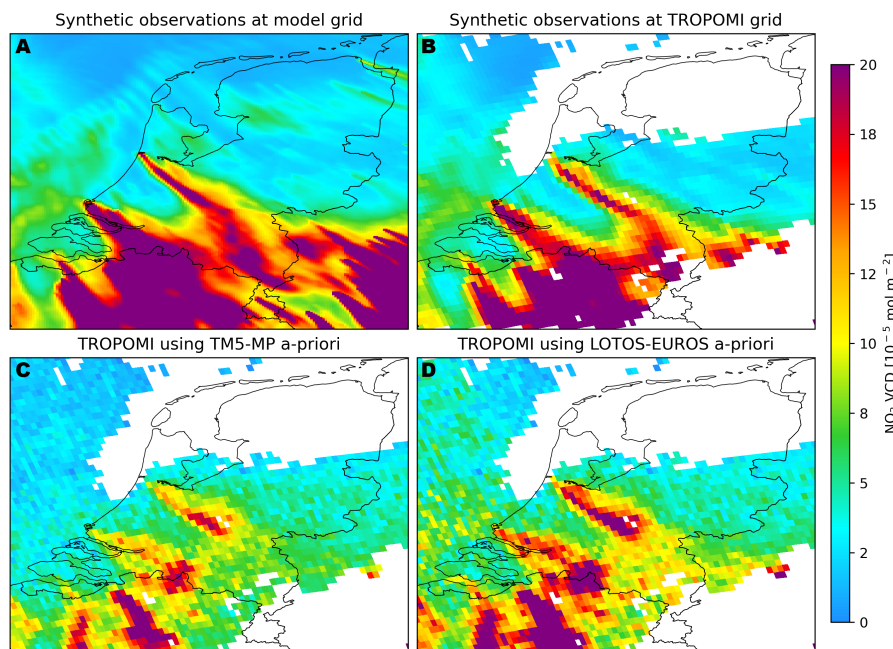 Synthetic observations at model grid
Synthetic observations at TROPOMI grid
A
B
TROPOMI using TM5-MP a-priori
TROPOMI using LOTOS-EUROS a-priori
C
D
20
18
15
12
10
8
5
2
0
NO₂ VCD [10⁻⁵ mol m⁻²]